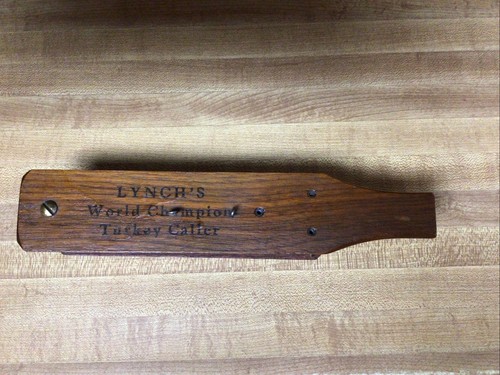 LYNCH'S
World Champion
Turkey Caller